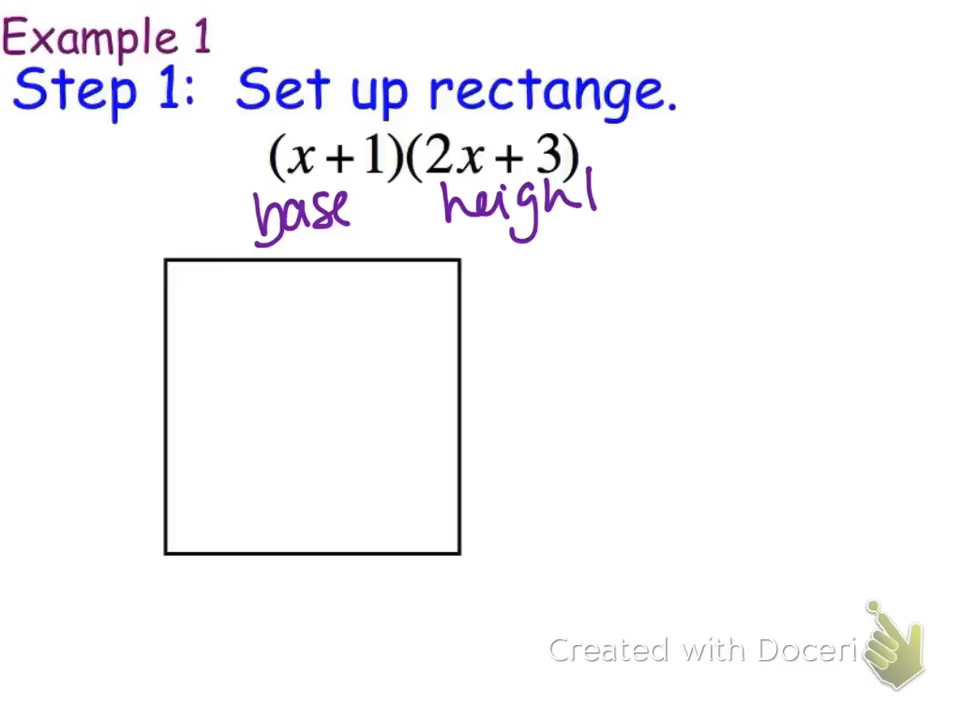 Example 1
Step 1: Set up rectange.
(x + 1)(2x + 3)
base height
Created with Doceri